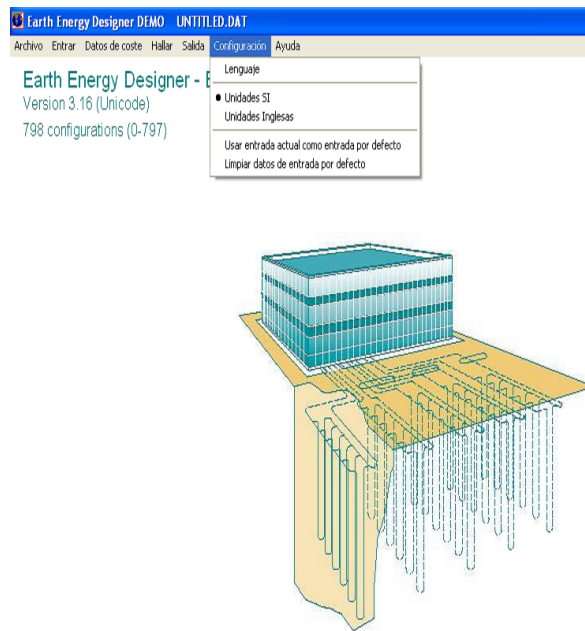 Earth Energy Designer DEMO UNTITLED.DAT
Archivo Entrar Datos de coste Hallar Salida Configuración Ayuda
Earth Energy Designer - E
Version 3.16 (Unicode)
798 configurations (0-797)
Lenguaje
Unidades SI
Unidades Inglesas
Usar entrada actual como entrada por defecto
Limpiar datos de entrada por defecto